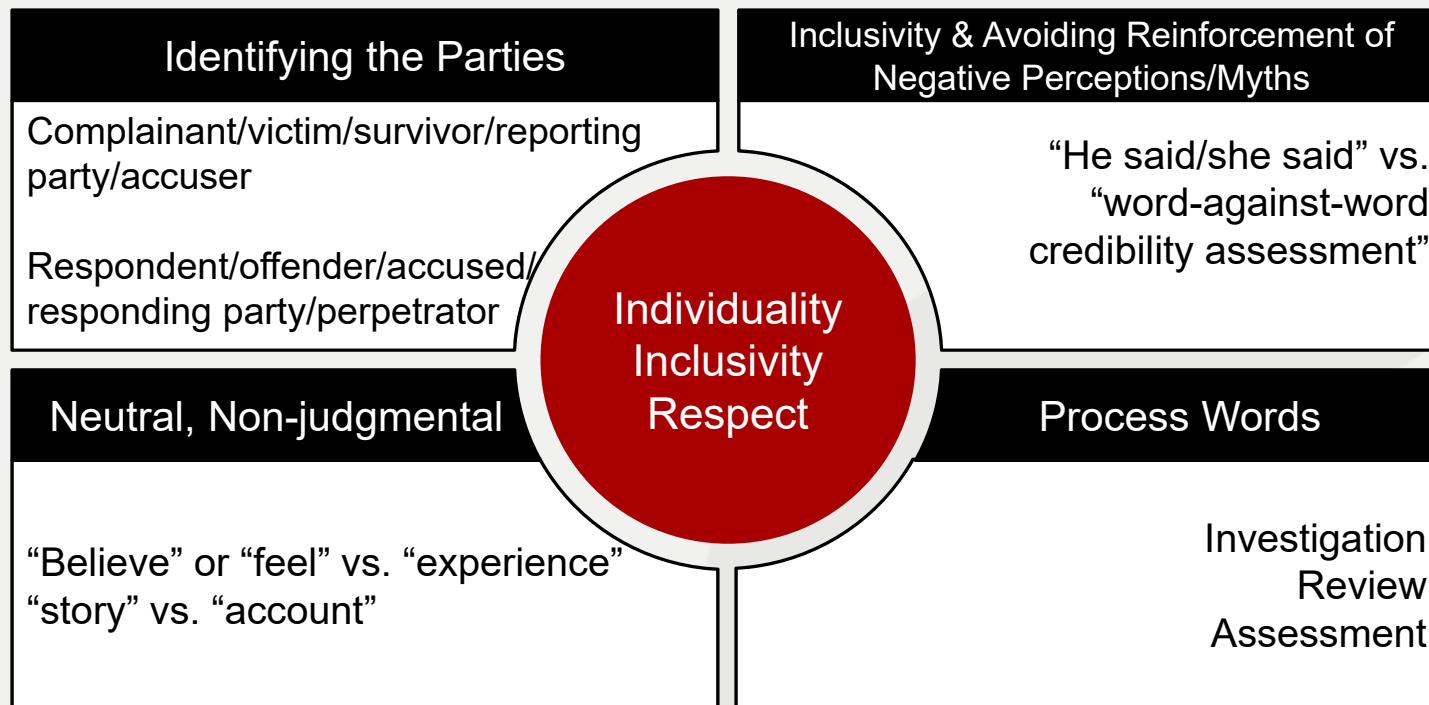 Identifying the Parties
Complainant/victim/survivor/reporting
party/accuser
Respondent/offender/accused/
responding party/perpetrator
Inclusivity & Avoiding Reinforcement of
Negative Perceptions/Myths
“He said/she said” vs.
“word-against-word
credibility assessment”
Individuality
Inclusivity
Respect
Neutral, Non-judgmental
“Believe” or “feel” vs. “experience”
“story” vs. “account”
Process Words
Investigation
Review
Assessment